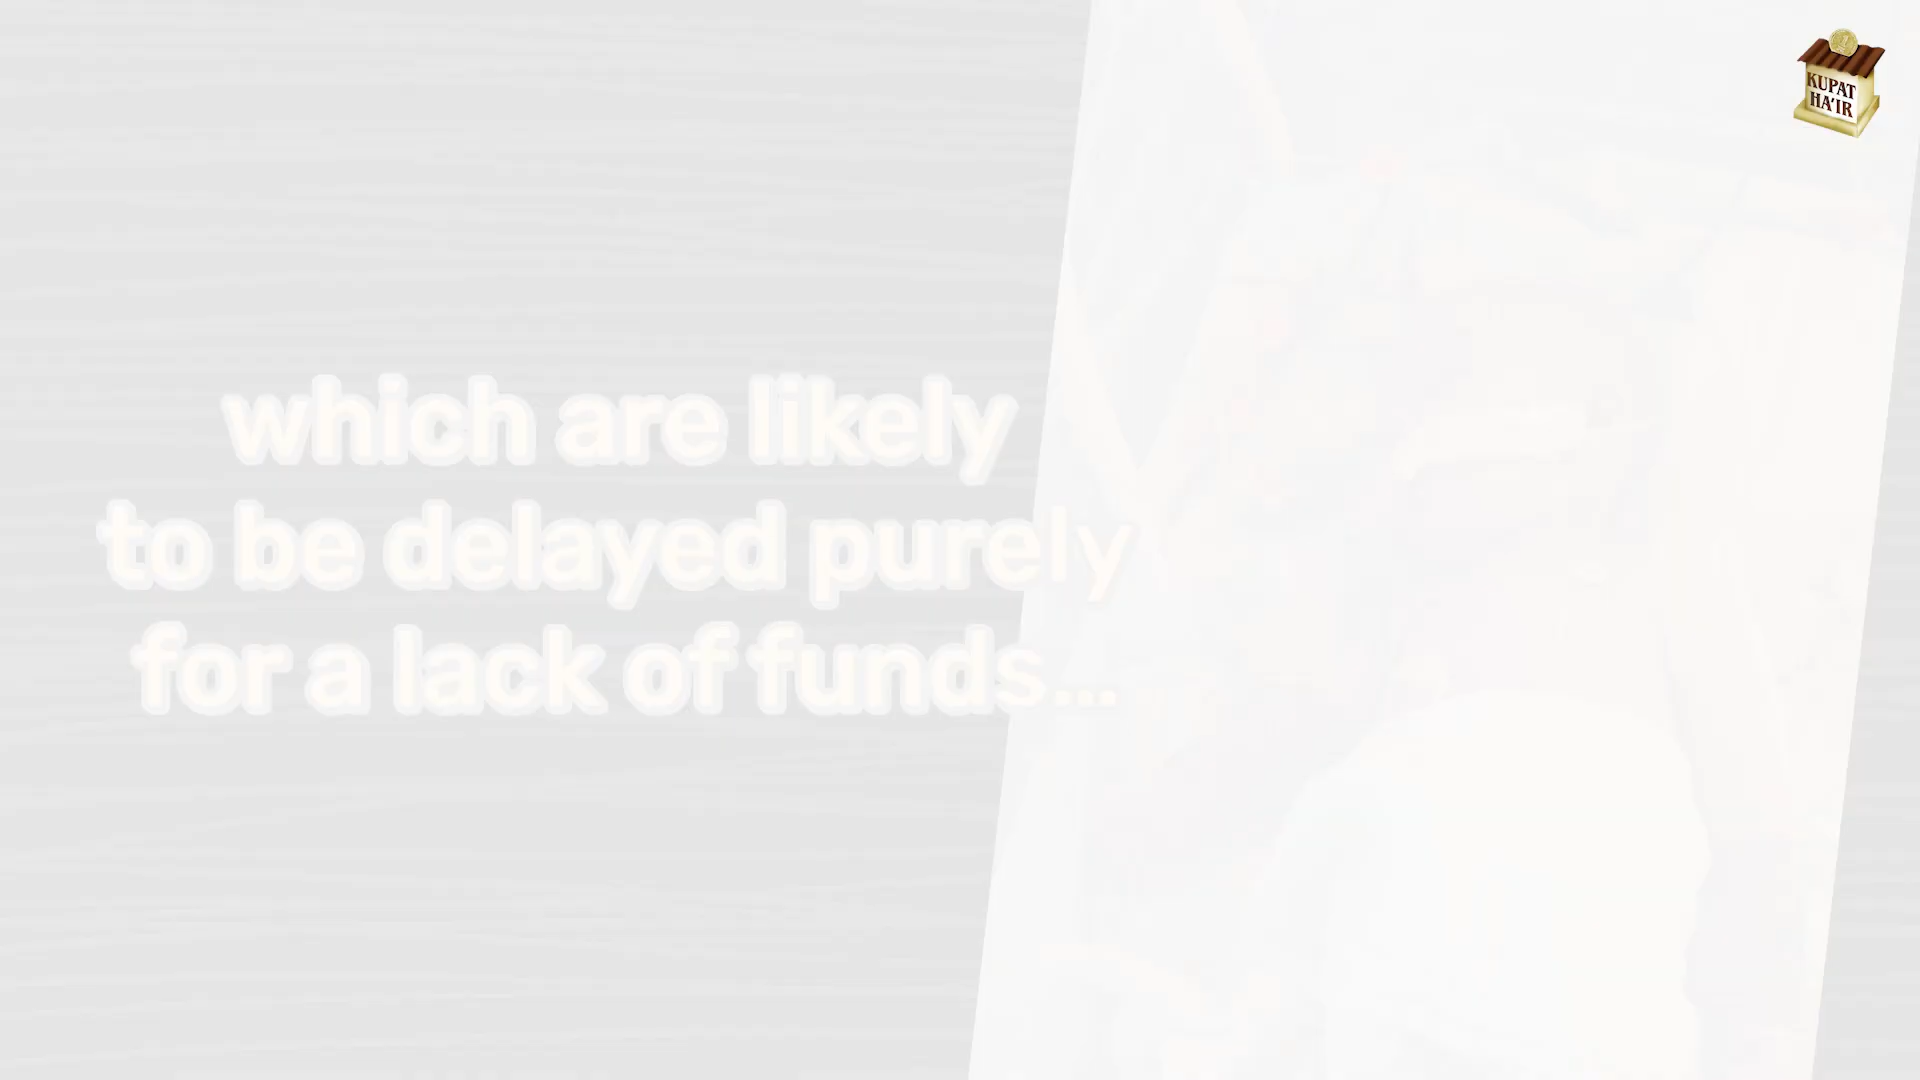 KUPAT
HA'IR
which are likely
to be delayed purely
for a lack of funds...